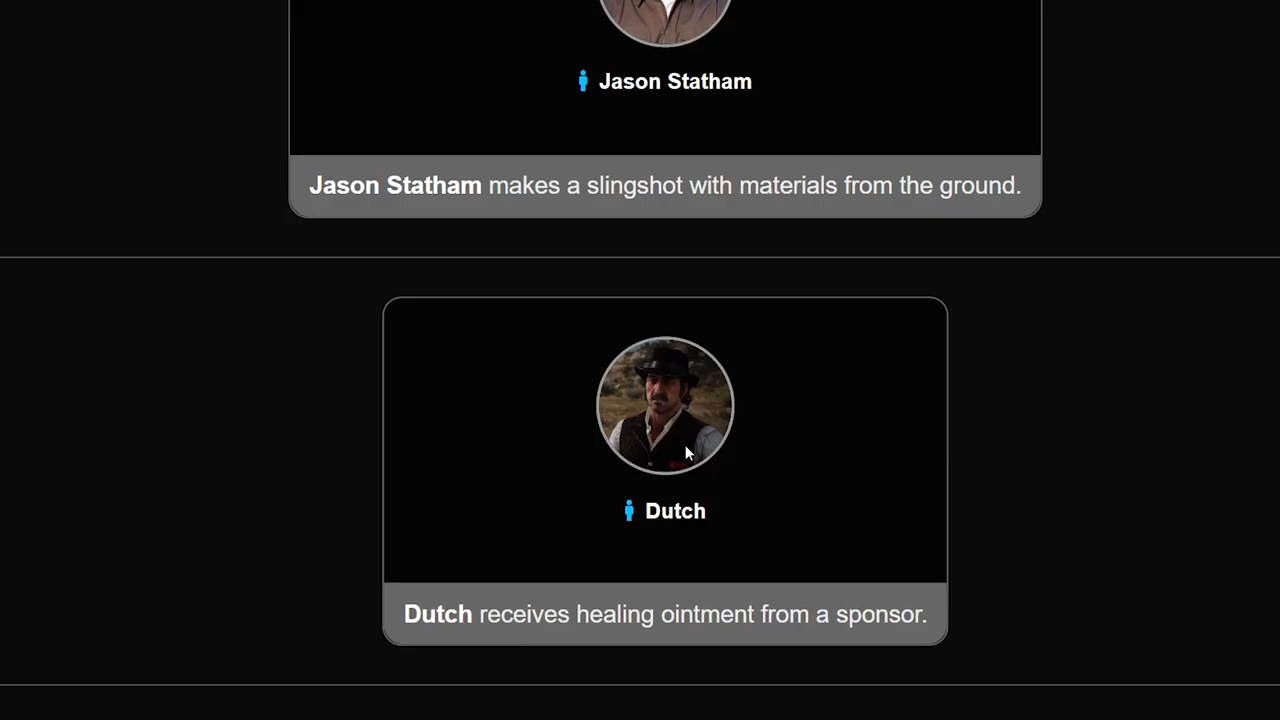 Jason Statham
Jason Statham makes a slingshot with materials from the ground.
Dutch
Dutch receives healing ointment from a sponsor.